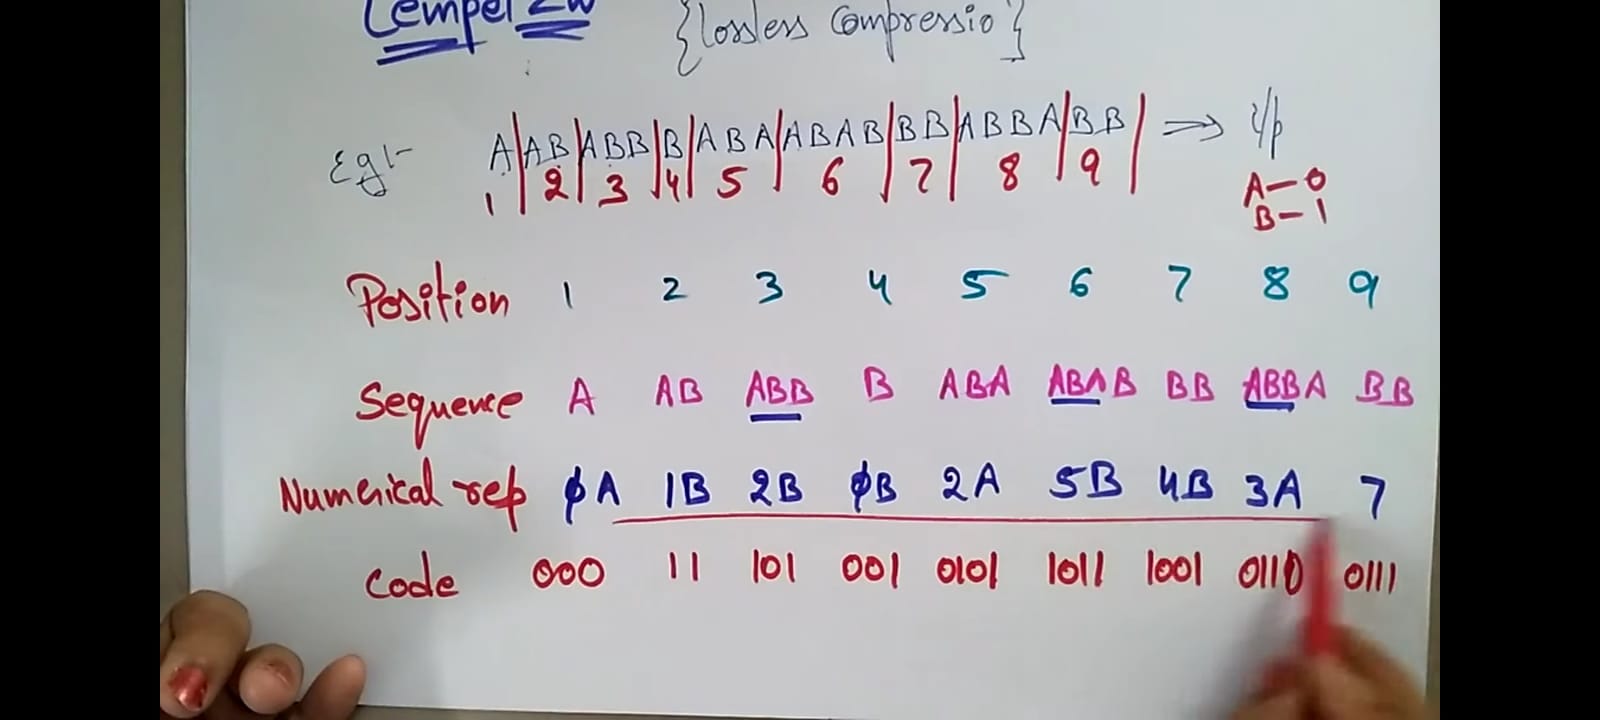 Lempel Ziv {lossless Compressio}
Eg1:- A|AB|ABB|B|ABA|ABAB|BB|ABBA|BB| → i/p
1 2 3 4 5 6 7 8 9
A-0
B-1
Position 1 2 3 4 5 6 7 8 9
Sequence A AB ABB B ABA ABAB BB ABBA BB
Numerical rep ϕA 1B 2B ϕB 2A 5B 4B 3A 7
Code 000 11 101 001 0101 1011 1001 0110 0111